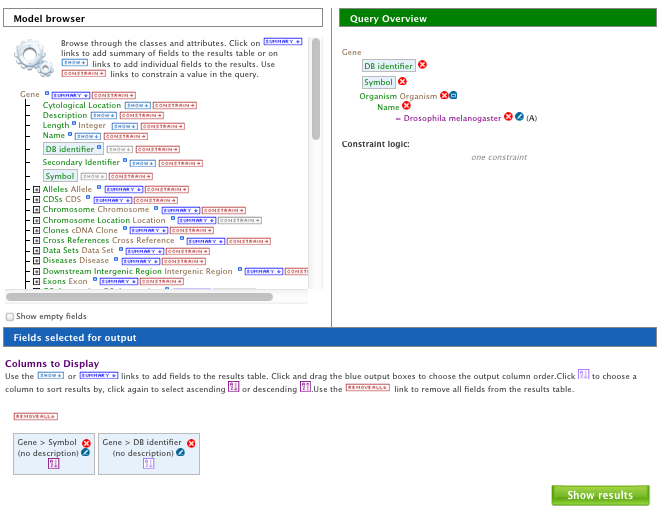 Model browser
Browse through the classes and attributes. Click on SUMMARY
links to add summary of fields to the results table or on
SHOW links to add individual fields to the results. Use
CONSTRAIN links to constrain a value in the query.
Gene SUMMARY CONSTRAIN
Cytological Location SHOW CONSTRAIN
Description SHOW CONSTRAIN
Length Integer SHOW CONSTRAIN
Name SHOW CONSTRAIN
DB identifier SHOW CONSTRAIN
Secondary Identifier SHOW CONSTRAIN
Symbol SHOW CONSTRAIN
Alleles Allele SUMMARY CONSTRAIN
CDSs CDS SUMMARY CONSTRAIN
Chromosome Chromosome SUMMARY CONSTRAIN
Chromosome Location Location SUMMARY CONSTRAIN
Clones cDNA Clone SUMMARY CONSTRAIN
Cross References Cross Reference SUMMARY CONSTRAIN
Data Sets Data Set SUMMARY CONSTRAIN
Diseases Disease SUMMARY CONSTRAIN
Downstream Intergenic Region Intergenic Region SUMMARY CONSTI
Exons Exon SUMMARY CONSTRAIN
Show empty fields
Query Overview
Gene
DB identifier
Symbol
Organism Organism
Name
= Drosophila melanogaster (A)
Constraint logic:
one constraint
Fields selected for output
Columns to Display
Use the SHOW or SUMMARY links to add fields to the results table. Click and drag the blue output boxes to choose the output column order.Click to choose a
column to sort results by, click again to select ascending or descending .Use the REMOVE ALL link to remove all fields from the results table.
REMOVE ALL
Gene > Symbol
(no description)
Gene > DB identifier
(no description)
Show results